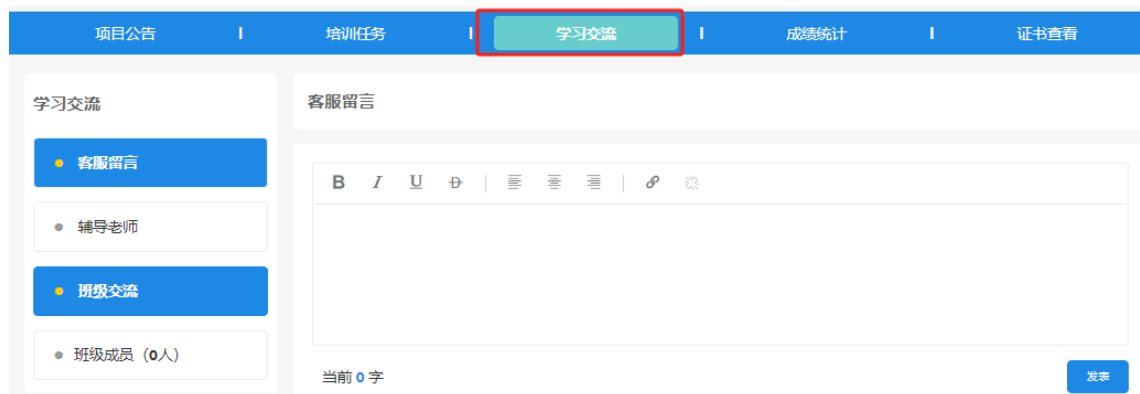 项目公告 培训任务 学习交流 成绩统计 证书查看
学习交流
客服留言
辅导老师
班级交流
班级成员（0人）
客服留言
B I U D
当前 0 字
发表